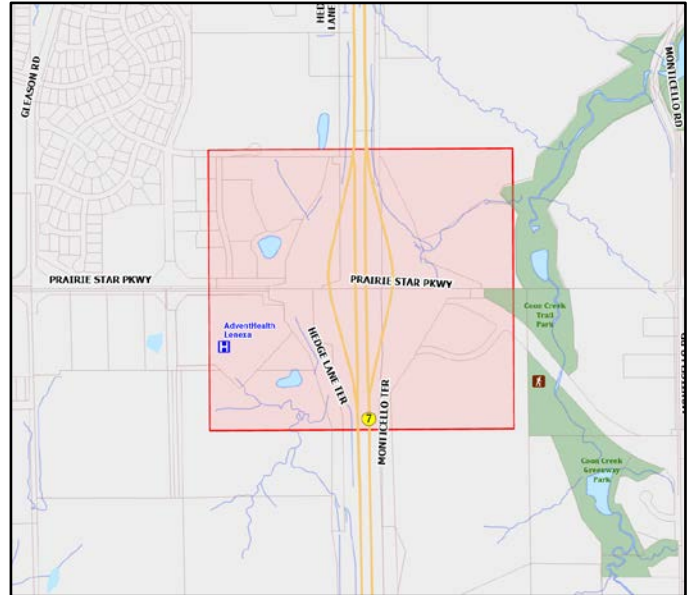 HEDGE
LANE
GLEASON RD
MONTICELLO RD
PRAIRIE STAR PKWY
PRAIRIE STAR PKWY
Coon Creek
Trail
Park
AdventHealth
Lenexa
H
HEDGE LANE TER
MONTICELLO TER
7
MONTICELLO RD
Coon Creek
Greenway
Park